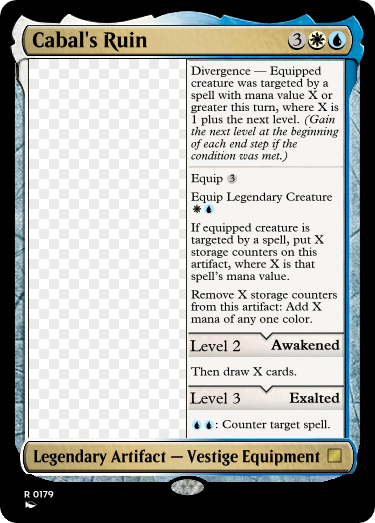 Cabal's Ruin
3
Divergence — Equipped
creature was targeted by a
spell with mana value X or
greater this turn, where X is
1 plus the next level. (Gain
the next level at the beginning
of each end step if the
condition was met.)
Equip 3
Equip Legendary Creature
If equipped creature is
targeted by a spell, put X
storage counters on this
artifact, where X is that
spell's mana value.
Remove X storage counters
from this artifact: Add X
mana of any one color.
Level 2 Awakened
Then draw X cards.
Level 3 Exalted
: Counter target spell.
Legendary Artifact — Vestige Equipment
R 0179